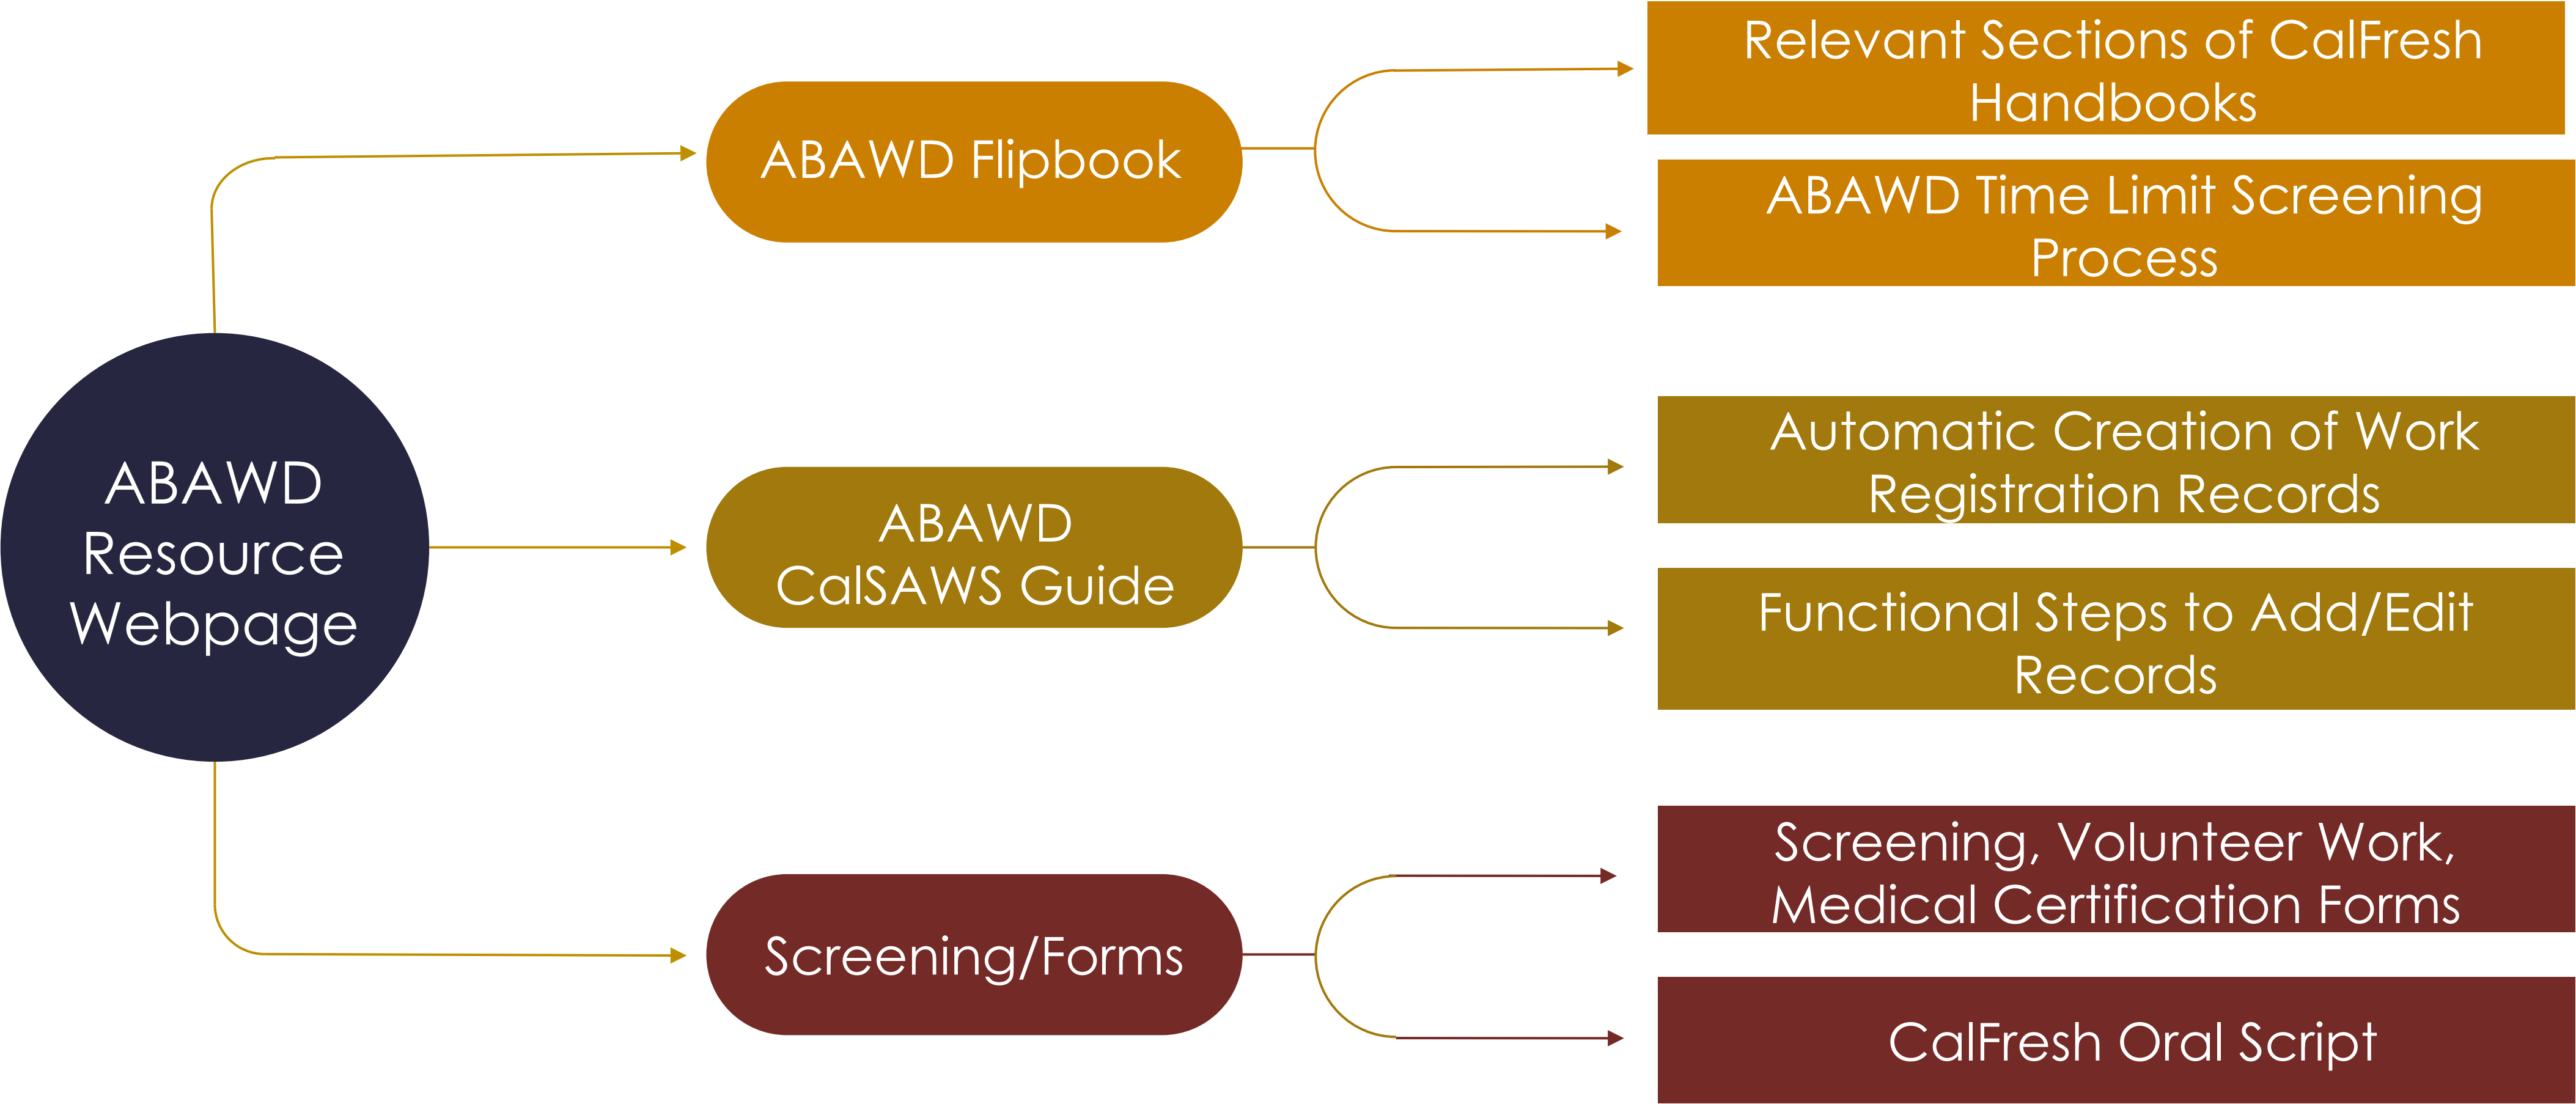 ABAWD
Resource
Webpage
ABAWD Flipbook
Relevant Sections of CalFresh
Handbooks
ABAWD Time Limit Screening
Process
ABAWD
CalSAWS Guide
Automatic Creation of Work
Registration Records
Functional Steps to Add/Edit
Records
Screening/Forms
Screening, Volunteer Work,
Medical Certification Forms
CalFresh Oral Script